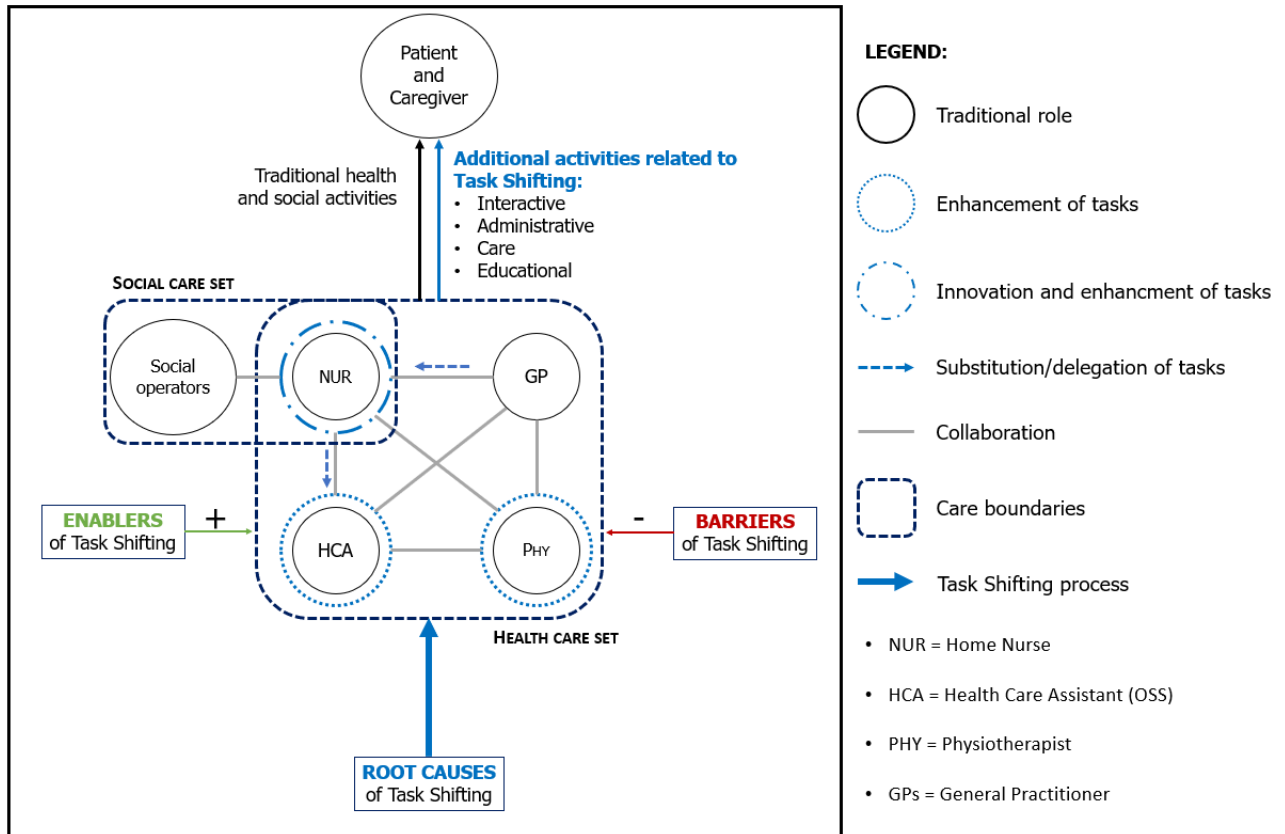 Patient
and
Caregiver
Traditional health
and social activities
Additional activities related to
Task Shifting:
• Interactive
• Administrative
• Care
• Educational
SOCIAL CARE SET
Social
operators
NUR
GP
ENABLERS
of Task Shifting
+
HCA
PHY
-
BARRIERS
of Task Shifting
HEALTH CARE SET
ROOT CAUSES
of Task Shifting
LEGEND:
Traditional role
Enhancement of tasks
Innovation and enhancment of tasks
Substitution/delegation of tasks
Collaboration
Care boundaries
Task Shifting process
• NUR = Home Nurse
• HCA = Health Care Assistant (OSS)
• PHY = Physiotherapist
• GPs = General Practitioner